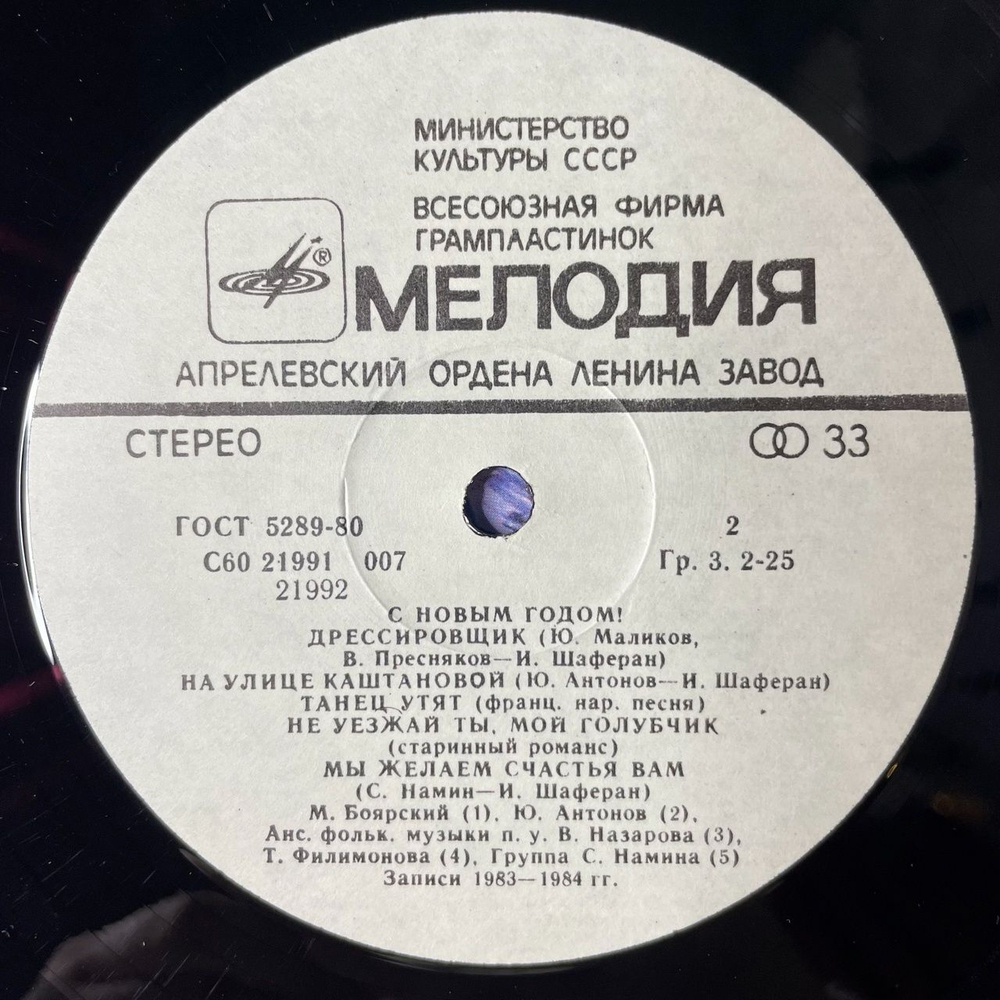 МИНИСТЕРСТВО
КУЛЬТУРЫ СССР
ВСЕСОЮЗНАЯ ФИРМА
ГРАМПЛАСТИНОК
®
МЕЛОДИЯ
АПРЕЛЕВСКИЙ ОРДЕНА ЛЕНИНА ЗАВОД
СТЕРЕО 33
ГОСТ 5289-80 2
С60 21991 007 Гр. 3. 2-25
21992
С НОВЫМ ГОДОМ!
ДРЕССИРОВЩИК (Ю. Маликов,
В. Пресняков—И. Шаферан)
НА УЛИЦЕ КАШТАНОВОЙ (Ю. Антонов—И. Шаферан)
ТАНЕЦ УТЯТ (франц. нар. песня)
НЕ УЕЗЖАЙ ТЫ, МОЙ ГОЛУБЧИК
(старинный романс)
МЫ ЖЕЛАЕМ СЧАСТЬЯ ВАМ
(С. Намин—И. Шаферан)
М. Боярский (1), Ю. Антонов (2),
Анс. фольк. музыки п. у. В. Назарова (3),
Т. Филимонова (4), Группа С. Намина (5)
Записи 1983—1984 гг.